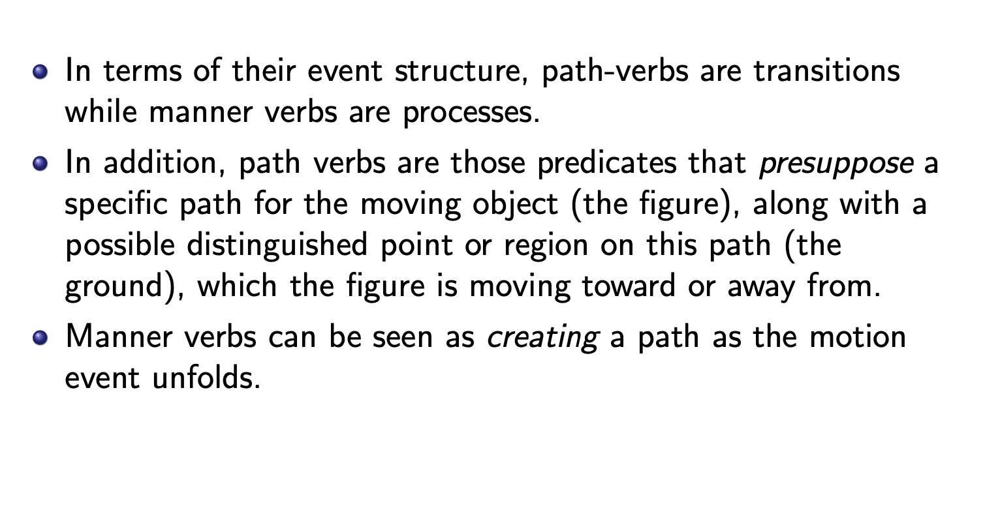 In terms of their event structure, path-verbs are transitions
while manner verbs are processes.
In addition, path verbs are those predicates that presuppose a
specific path for the moving object (the figure), along with a
possible distinguished point or region on this path (the
ground), which the figure is moving toward or away from.
Manner verbs can be seen as creating a path as the motion
event unfolds.